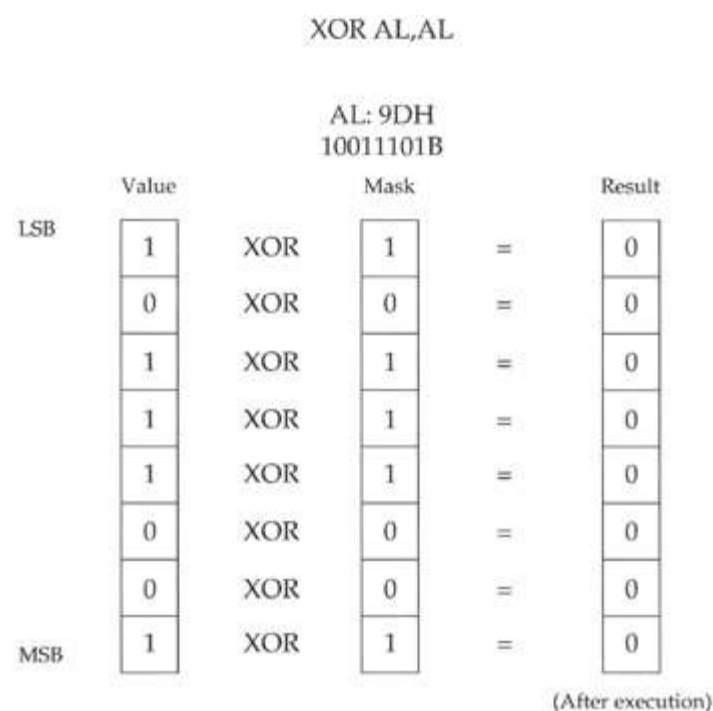 XOR AL,AL
AL: 9DH
10011101B
Value Mask Result
LSB 1 XOR 1 = 0
0 XOR 0 = 0
1 XOR 1 = 0
1 XOR 1 = 0
1 XOR 1 = 0
0 XOR 0 = 0
0 XOR 0 = 0
MSB 1 XOR 1 = 0
(After execution)